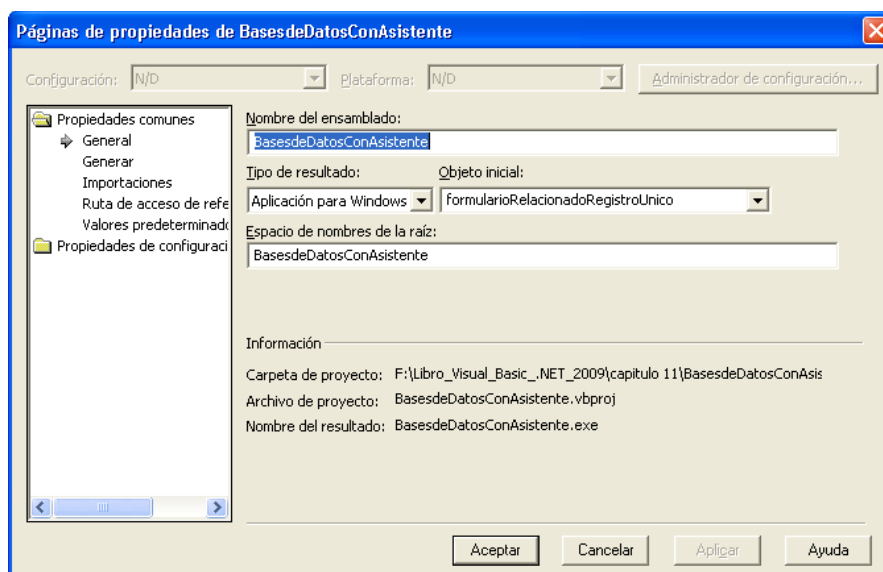 Páginas de propiedades de BasesdeDatosConAsistente
Configuración: N/D Plataforma: N/D Administrador de configuración...
Propiedades comunes
General
Generar
Importaciones
Ruta de acceso de refe
Valores predeterminado
Propiedades de configuraci
Nombre del ensamblado:
BasesdeDatosConAsistente
Tipo de resultado: Objeto inicial:
Aplicación para Windows formularioRelacionadoRegistroUnico
Espacio de nombres de la raíz:
BasesdeDatosConAsistente
Información
Carpeta de proyecto: F:\Libro_Visual_Basic_.NET_2009\capitulo 11\BasesdeDatosConAsis
Archivo de proyecto: BasesdeDatosConAsistente.vbproj
Nombre del resultado: BasesdeDatosConAsistente.exe
Aceptar Cancelar Aplicar Ayuda